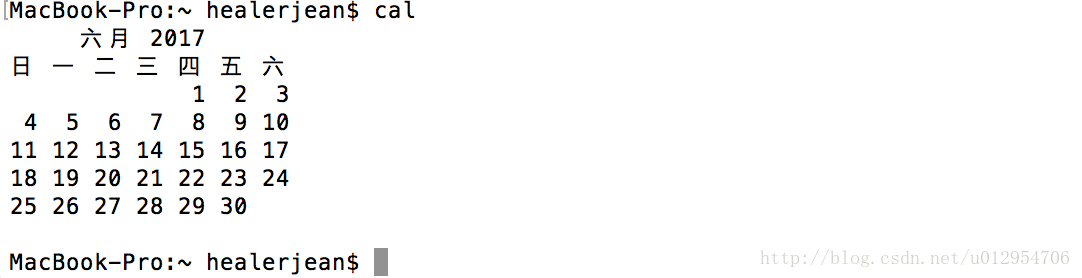 MacBook-Pro:~ healerjean$ cal
六月 2017
日 一 二 三 四 五 六
1 2 3
4 5 6 7 8 9 10
11 12 13 14 15 16 17
18 19 20 21 22 23 24
25 26 27 28 29 30
MacBook-Pro:~ healerjean$
http://blog.csdn.net/u012954706